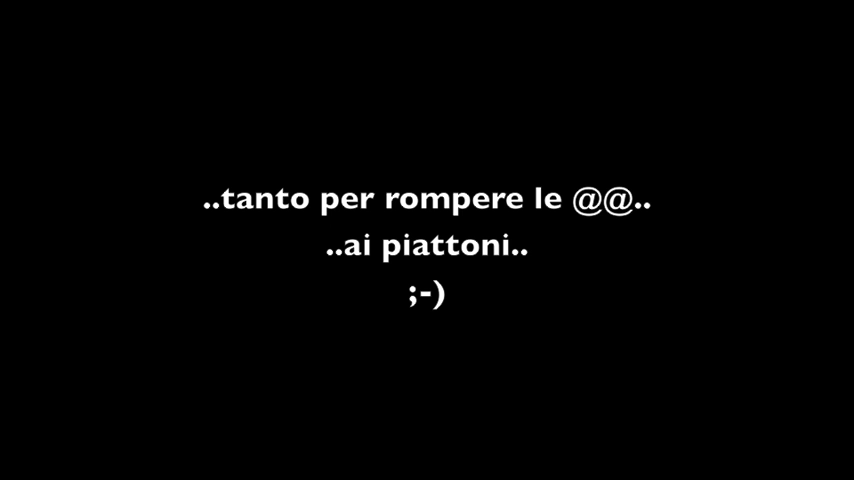 ..tanto per rompere le @@..
..ai piattoni..
;-)